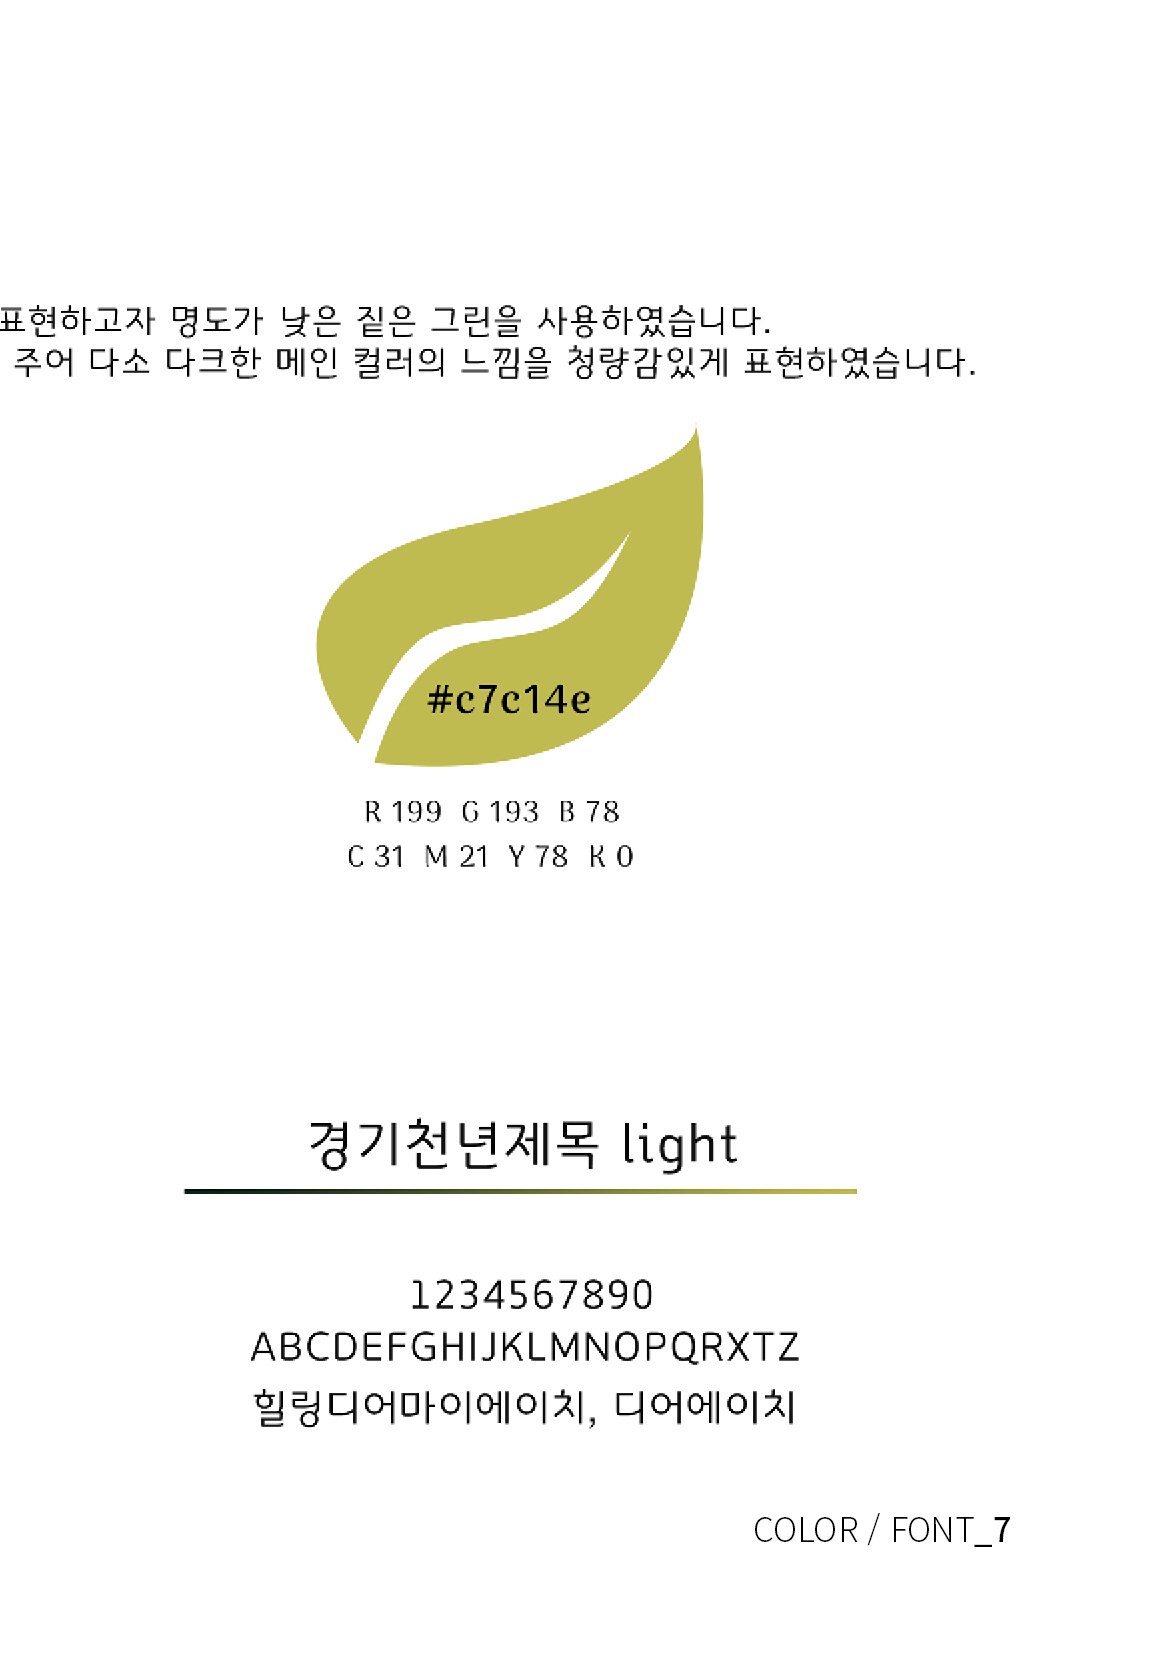 표현하고자 명도가 낮은 짙은 그린을 사용하였습니다.
주어 다소 다크한 메인 컬러의 느낌을 청량감있게 표현하였습니다.
#c7c14e
R 199 G 193 B 78
C 31 M 21 Y 78 K 0
경기천년제목 light
1234567890
ABCDEFGHIJKLMNOPQRXTZ
힐링디어마이에이치, 디어에이치
COLOR / FONT_7